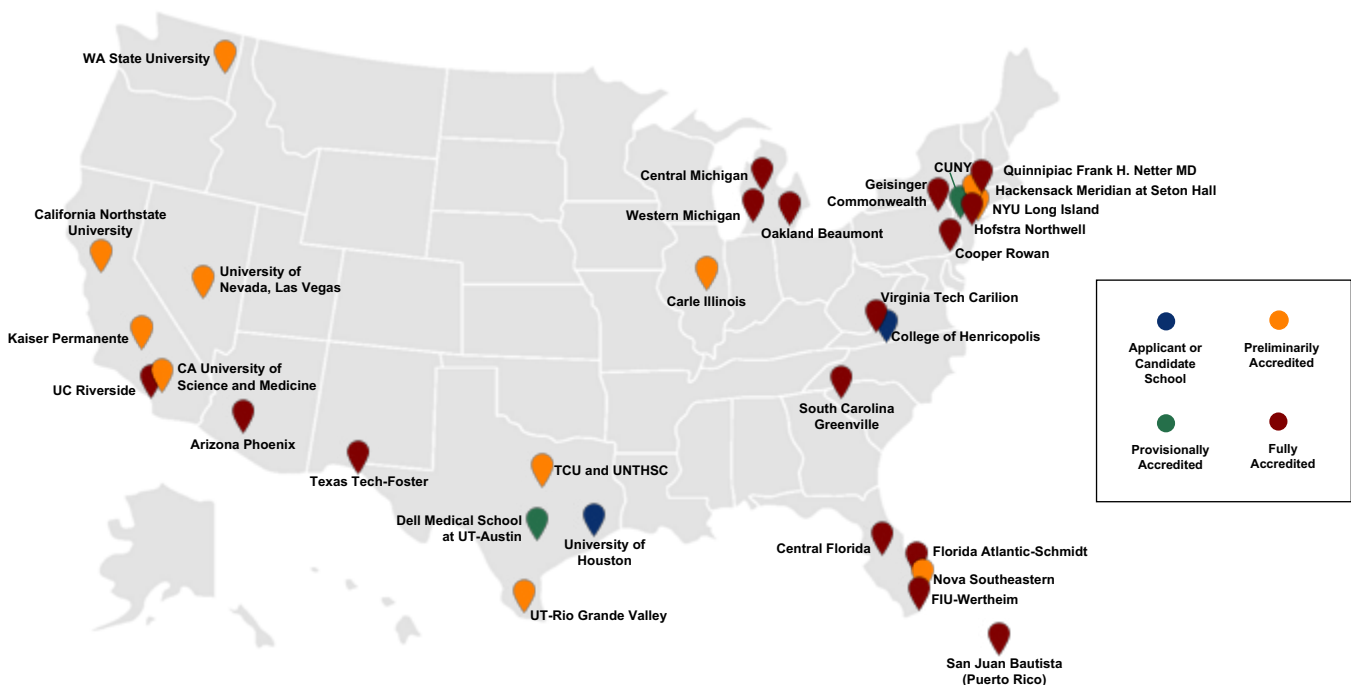 WA State University
Central Michigan
Western Michigan
Oakland Beaumont
CUNY
Quinnipiac Frank H. Netter MD
Geisinger
Commonwealth
Hackensack Meridian at Seton Hall
NYU Long Island
Hofstra Northwell
Cooper Rowan
California Northstate
University
University of
Nevada, Las Vegas
Carle Illinois
Virginia Tech Carilion
College of Henricopolis
Kaiser Permanente
CA University of
Science and Medicine
UC Riverside
Arizona Phoenix
South Carolina
Greenville
Texas Tech-Foster
TCU and UNTHSC
Dell Medical School
at UT-Austin
University of
Houston
UT-Rio Grande Valley
Central Florida
Florida Atlantic-Schmidt
Nova Southeastern
FIU-Wertheim
San Juan Bautista
(Puerto Rico)
Applicant or
Candidate
School
Preliminarily
Accredited
Provisionally
Accredited
Fully
Accredited